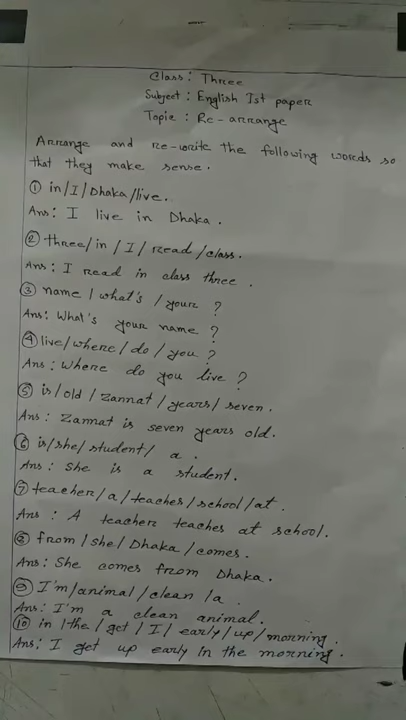 Class: Three
Subject: English Ist paper
Topic: Re-arrange
Arrange and re-write the following words so
that they make sense.
① in/I/Dhaka/live.
Ans: I live in Dhaka.
② three/in/I/read/class.
Ans: I read in class three.
③ name/what's/your?
Ans: What's your name?
④ live/where/do/you?
Ans: Where do you live?
⑤ is/old/Zannat/years/seven.
Ans: Zannat is seven years old.
⑥ is/she/student/a.
Ans: She is a student.
⑦ teacher/a/teaches/school/at.
Ans: A teacher teaches at school.
⑧ from/she/Dhaka/comes.
Ans: She comes from Dhaka.
⑨ I'm/animal/clean/a.
Ans: I'm a clean animal.
⑩ in/the/get/I/early/up/morning.
Ans: I get up early In the morning.